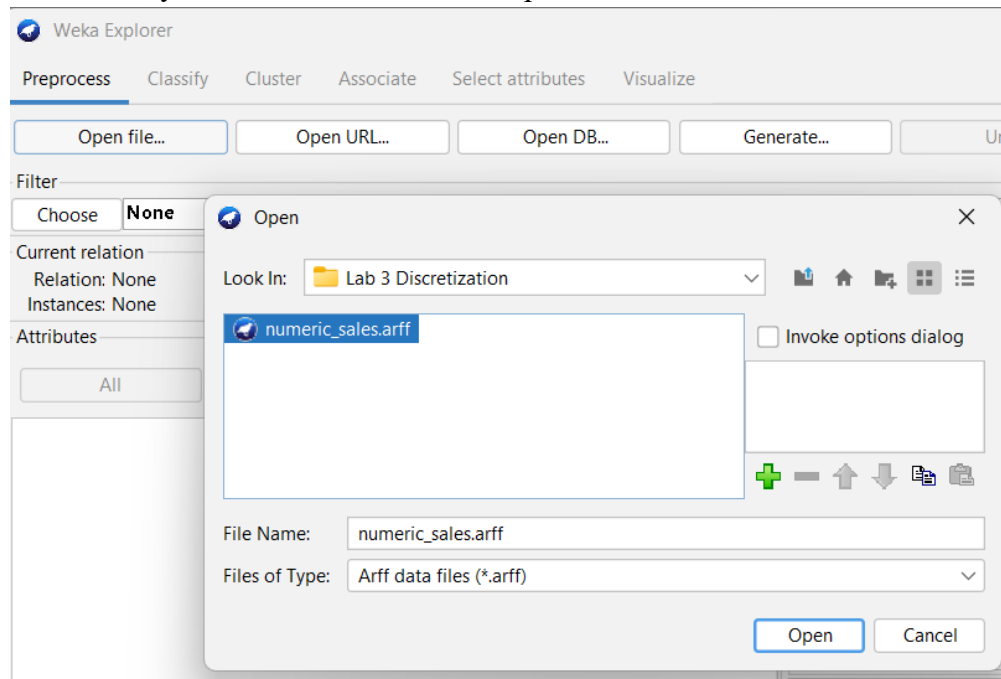 Weka Explorer
Preprocess Classify Cluster Associate Select attributes Visualize
Open file... Open URL... Open DB... Generate...
Filter
Choose None
Open
Current relation
Relation: None
Instances: None
Look In: Lab 3 Discretization
Attributes
numeric_sales.arff
Invoke options dialog
All
File Name: numeric_sales.arff
Files of Type: Arff data files (*.arff)
Open Cancel